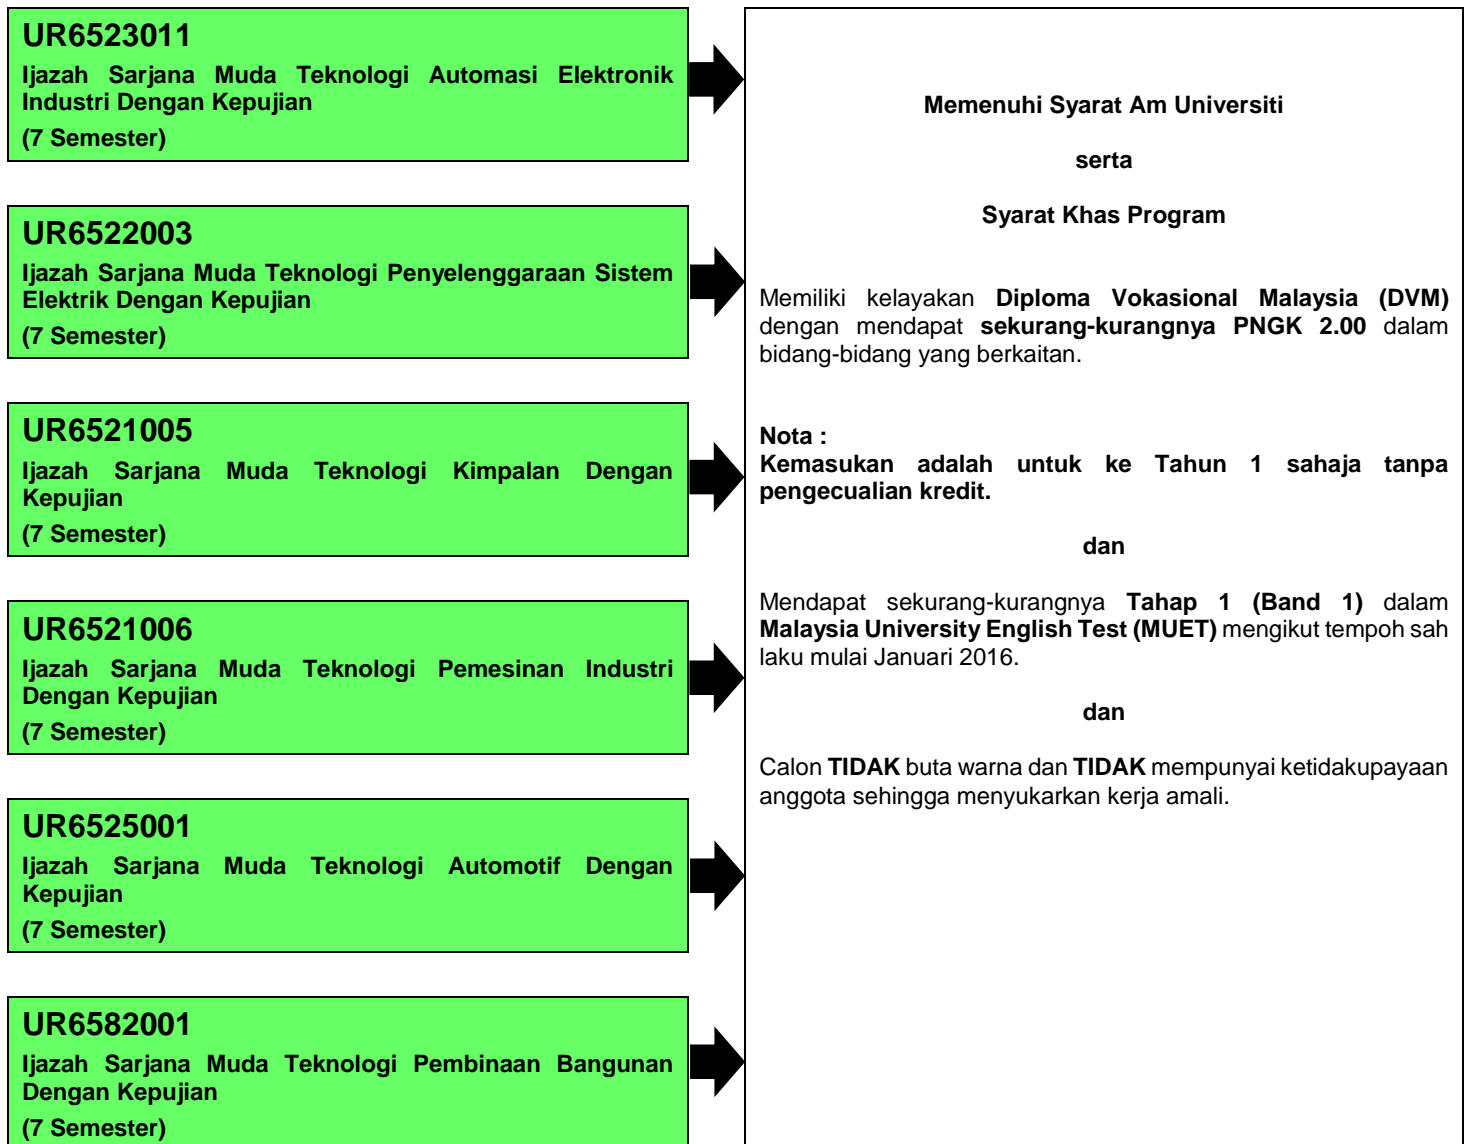 UR6523011
Ijazah Sarjana Muda Teknologi Automasi Elektronik
Industri Dengan Kepujian
(7 Semester)
UR6522003
Ijazah Sarjana Muda Teknologi Penyelenggaraan Sistem
Elektrik Dengan Kepujian
(7 Semester)
UR6521005
Ijazah Sarjana Muda Teknologi Kimpalan Dengan
Kepujian
(7 Semester)
UR6521006
Ijazah Sarjana Muda Teknologi Pemesinan Industri
Dengan Kepujian
(7 Semester)
UR6525001
Ijazah Sarjana Muda Teknologi Automotif Dengan
Kepujian
(7 Semester)
UR6582001
Ijazah Sarjana Muda Teknologi Pembinaan Bangunan
Dengan Kepujian
(7 Semester)
Memenuhi Syarat Am Universiti
serta
Syarat Khas Program
Memiliki kelayakan Diploma Vokasional Malaysia (DVM)
dengan mendapat sekurang-kurangnya PNGK 2.00 dalam
bidang-bidang yang berkaitan.
Nota :
Kemasukan adalah untuk ke Tahun 1 sahaja tanpa
pengecualian kredit.
dan
Mendapat sekurang-kurangnya Tahap 1 (Band 1) dalam
Malaysia University English Test (MUET) mengikut tempoh sah
laku mulai Januari 2016.
dan
Calon TIDAK buta warna dan TIDAK mempunyai ketidakupayaan
anggota sehingga menyukarkan kerja amali.